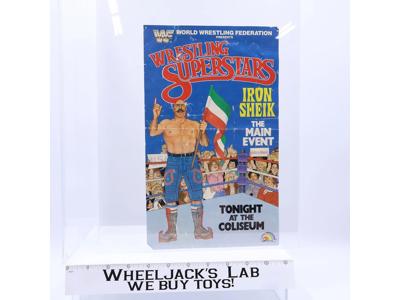 WF
WORLD WRESTLING FEDERATION
PRESENTS
WRESTLING
SUPERSTARS
IRON
SHEIK
THE
MAIN
EVENT
TONIGHT
AT THE
COLISEUM
WHEELJACK'S LAB
WE BUY TOYS!